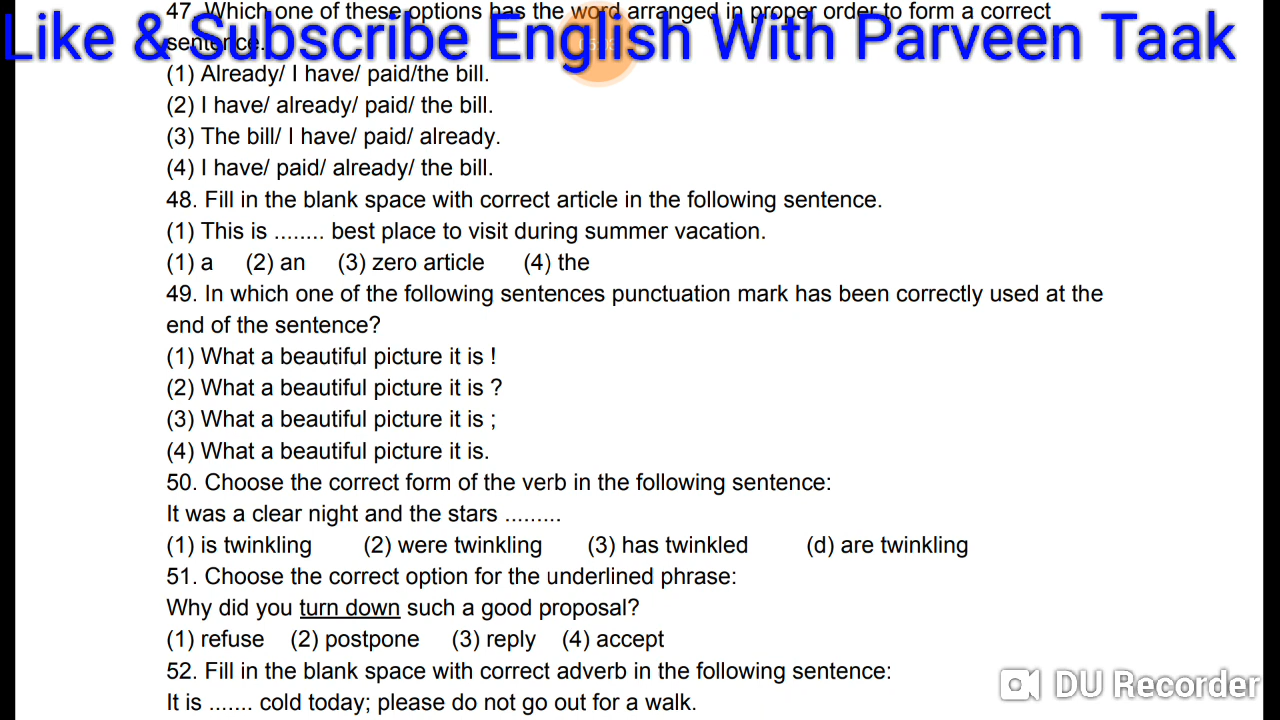 47. Which one of these options has the word arranged in proper order to form a correct
Like & Subscribe English With Parveen Taak
sentence.
(1) Already/ I have/ paid/the bill.
(2) I have/ already/ paid/ the bill.
(3) The bill/ I have/ paid/ already.
(4) I have/ paid/ already/ the bill.
48. Fill in the blank space with correct article in the following sentence.
(1) This is ........ best place to visit during summer vacation.
(1) a (2) an (3) zero article (4) the
49. In which one of the following sentences punctuation mark has been correctly used at the
end of the sentence?
(1) What a beautiful picture it is !
(2) What a beautiful picture it is ?
(3) What a beautiful picture it is ;
(4) What a beautiful picture it is.
50. Choose the correct form of the verb in the following sentence:
It was a clear night and the stars .........
(1) is twinkling (2) were twinkling (3) has twinkled (d) are twinkling
51. Choose the correct option for the underlined phrase:
Why did you turn down such a good proposal?
(1) refuse (2) postpone (3) reply (4) accept
52. Fill in the blank space with correct adverb in the following sentence:
It is ....... cold today; please do not go out for a walk.
DU Recorder